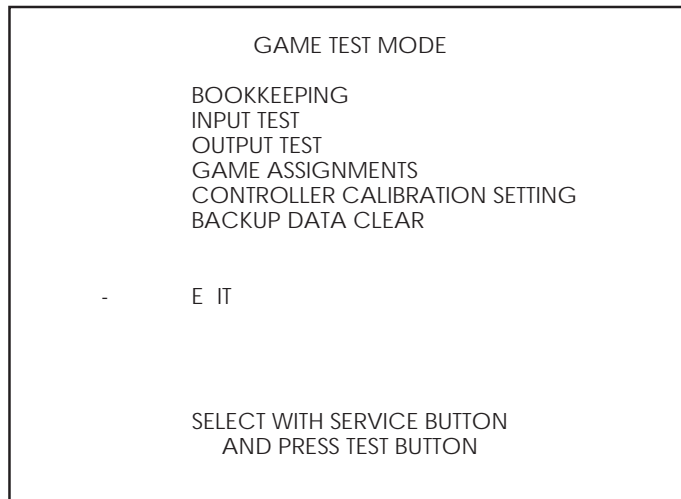 GAME TEST MODE
BOOKKEEPING
INPUT TEST
OUTPUT TEST
GAME ASSIGNMENTS
CONTROLLER CALIBRATION SETTING
BACKUP DATA CLEAR
- E IT
SELECT WITH SERVICE BUTTON
AND PRESS TEST BUTTON